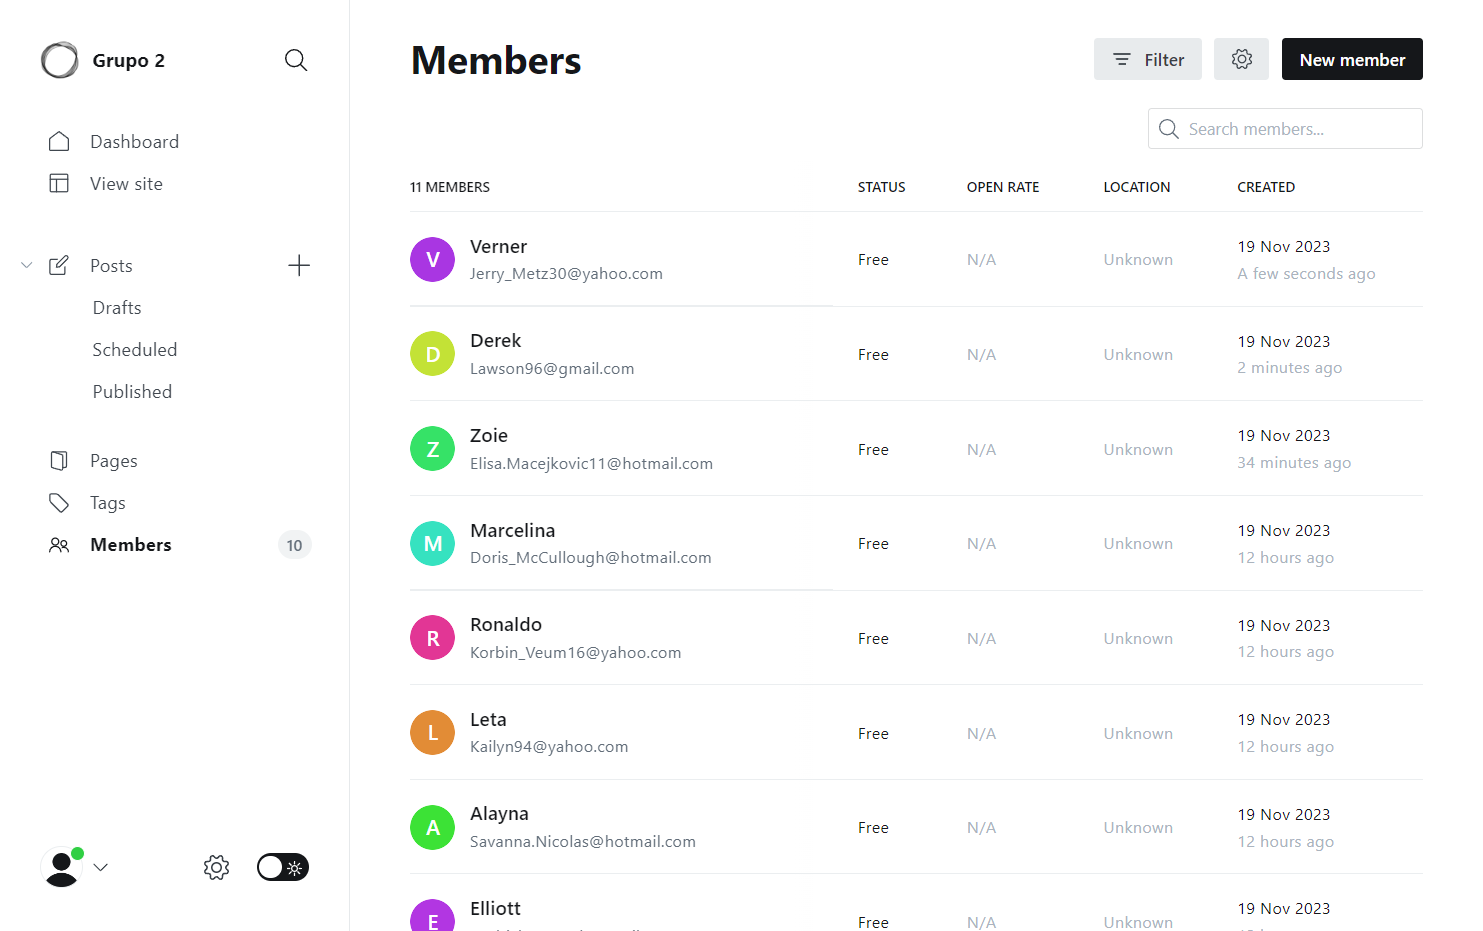 Grupo 2
Dashboard
View site
Posts
Drafts
Scheduled
Published
Pages
Tags
Members
10
Members
Filter
New member
Search members...
11 MEMBERS STATUS OPEN RATE LOCATION CREATED
V
Verner
Jerry_Metz30@yahoo.com
Free N/A Unknown
19 Nov 2023
A few seconds ago
D
Derek
Lawson96@gmail.com
Free N/A Unknown
19 Nov 2023
2 minutes ago
Z
Zoie
Elisa.Macejkovic11@hotmail.com
Free N/A Unknown
19 Nov 2023
34 minutes ago
M
Marcelina
Doris_McCullough@hotmail.com
Free N/A Unknown
19 Nov 2023
12 hours ago
R
Ronaldo
Korbin_Veum16@yahoo.com
Free N/A Unknown
19 Nov 2023
12 hours ago
L
Leta
Kailyn94@yahoo.com
Free N/A Unknown
19 Nov 2023
12 hours ago
A
Alayna
Savanna.Nicolas@hotmail.com
Free N/A Unknown
19 Nov 2023
12 hours ago
E
Elliott
Free N/A Unknown
19 Nov 2023